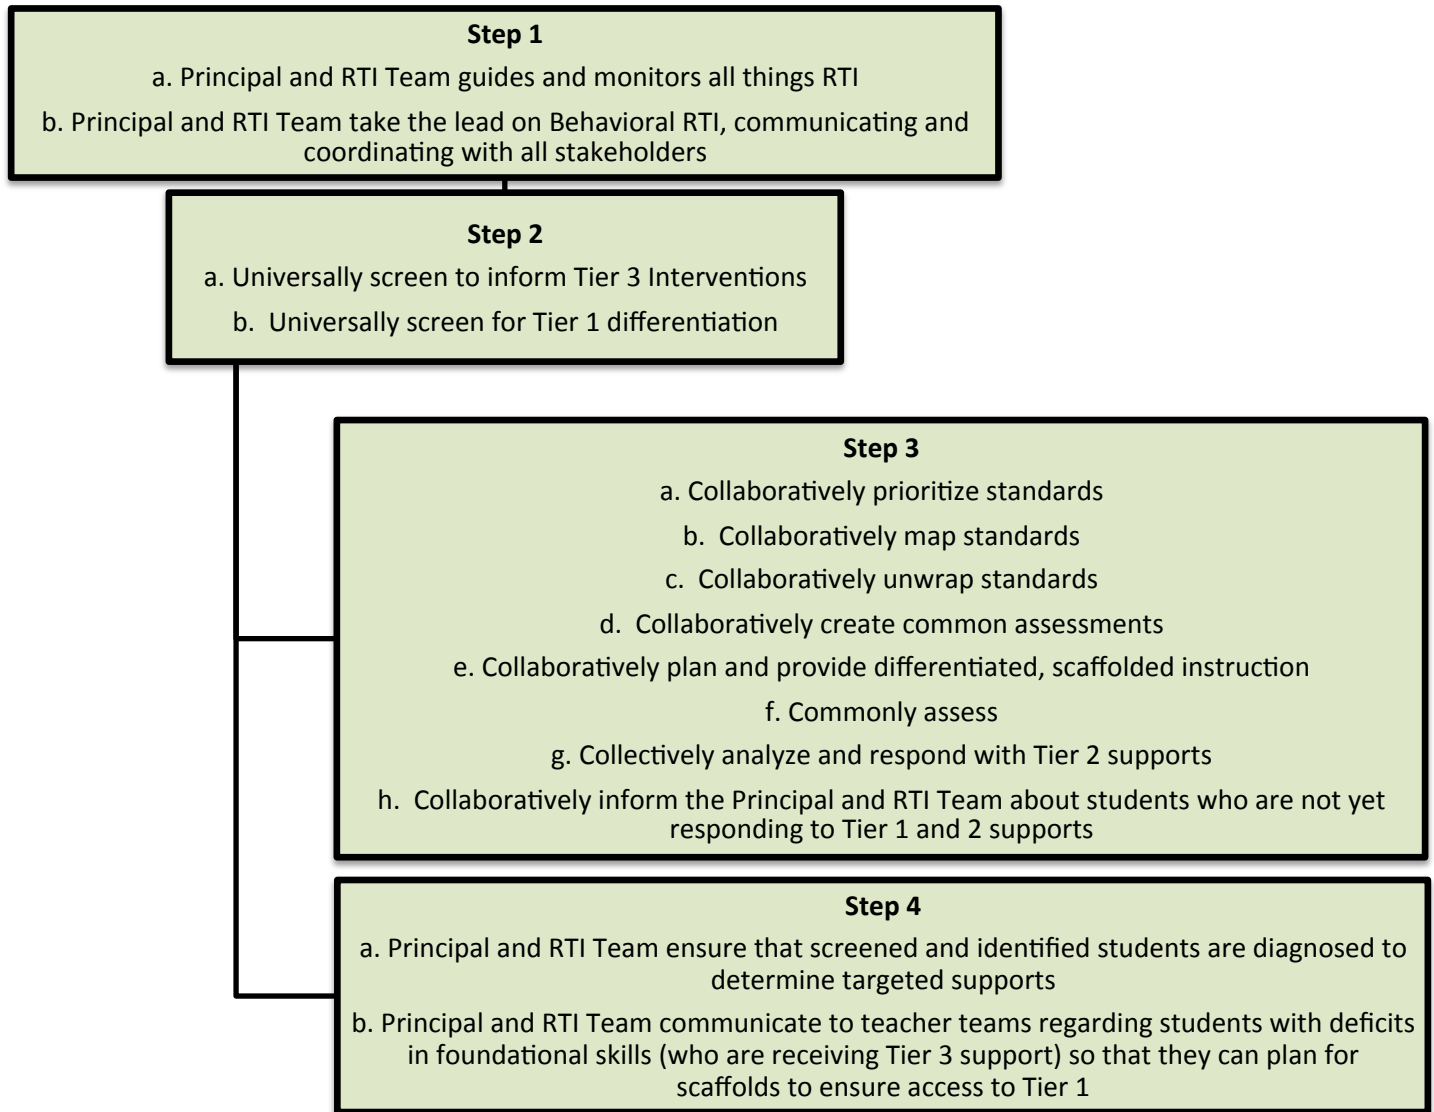 Step 1
a. Principal and RTI Team guides and monitors all things RTI
b. Principal and RTI Team take the lead on Behavioral RTI, communicating and
coordinating with all stakeholders
Step 2
a. Universally screen to inform Tier 3 Interventions
b. Universally screen for Tier 1 differentiation
Step 3
a. Collaboratively prioritize standards
b. Collaboratively map standards
c. Collaboratively unwrap standards
d. Collaboratively create common assessments
e. Collaboratively plan and provide differentiated, scaffolded instruction
f. Commonly assess
g. Collectively analyze and respond with Tier 2 supports
h. Collaboratively inform the Principal and RTI Team about students who are not yet
responding to Tier 1 and 2 supports
Step 4
a. Principal and RTI Team ensure that screened and identified students are diagnosed to
determine targeted supports
b. Principal and RTI Team communicate to teacher teams regarding students with deficits
in foundational skills (who are receiving Tier 3 support) so that they can plan for
scaffolds to ensure access to Tier 1